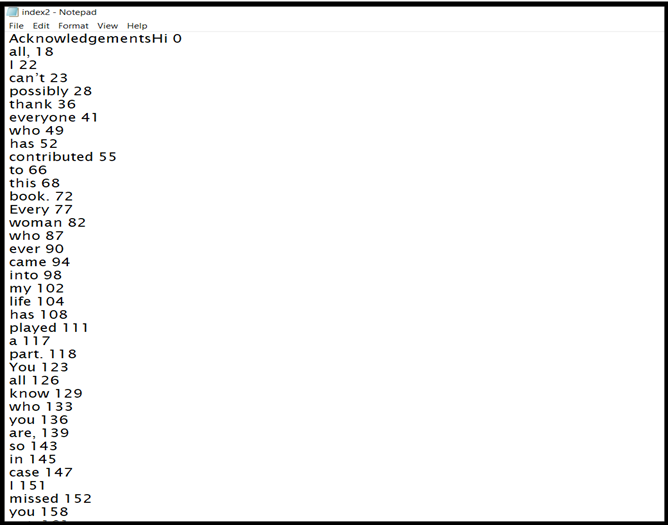 index2 - Notepad
File Edit Format View Help
AcknowledgementsHi 0
all, 18
I 22
can't 23
possibly 28
thank 36
everyone 41
who 49
has 52
contributed 55
to 66
this 68
book. 72
Every 77
woman 82
who 87
ever 90
came 94
into 98
my 102
life 104
has 108
played 111
a 117
part. 118
You 123
all 126
know 129
who 133
you 136
are, 139
so 143
in 145
case 147
I 151
missed 152
you 158